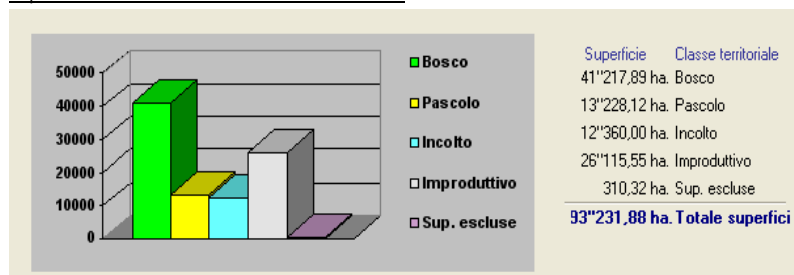 50000
40000
30000
20000
10000
0
Bosco
Pascolo
Incolto
Improduttivo
Sup. escluse
Superficie Classe territoriale
41"217,89 ha. Bosco
13"228,12 ha. Pascolo
12"360,00 ha. Incolto
26"115,55 ha. Improduttivo
310,32 ha. Sup. escluse
93"231,88 ha. Totale superfici